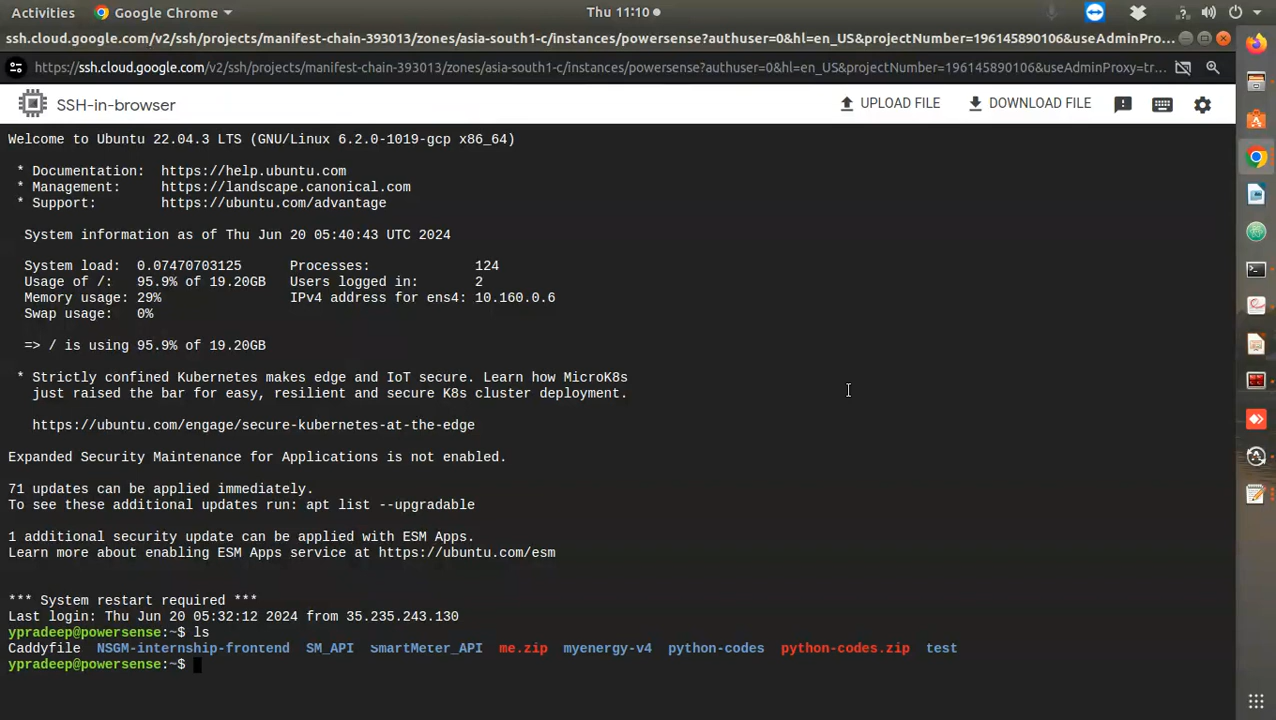 Activities Google Chrome Thu 11:10
ssh.cloud.google.com/v2/ssh/projects/manifest-chain-393013/zones/asia-south1-c/instances/powersense?authuser=0&hl=en_US&projectNumber=196145890106&useAdminPro...
https://ssh.cloud.google.com/v2/ssh/projects/manifest-chain-393013/zones/asia-south1-c/instances/powersense?authuser=0&hl=en_US&projectNumber=196145890106&useAdminProxy=tr...
SSH-in-browser UPLOAD FILE DOWNLOAD FILE
Welcome to Ubuntu 22.04.3 LTS (GNU/Linux 6.2.0-1019-gcp x86_64)
* Documentation: https://help.ubuntu.com
* Management: https://landscape.canonical.com
* Support: https://ubuntu.com/advantage
System information as of Thu Jun 20 05:40:43 UTC 2024
System load: 0.07470703125 Processes: 124
Usage of /: 95.9% of 19.20GB Users logged in: 2
Memory usage: 29% IPv4 address for ens4: 10.160.0.6
Swap usage: 0%
=> / is using 95.9% of 19.20GB
* Strictly confined Kubernetes makes edge and IoT secure. Learn how MicroK8s
just raised the bar for easy, resilient and secure K8s cluster deployment.
https://ubuntu.com/engage/secure-kubernetes-at-the-edge
Expanded Security Maintenance for Applications is not enabled.
71 updates can be applied immediately.
To see these additional updates run: apt list --upgradable
1 additional security update can be applied with ESM Apps.
Learn more about enabling ESM Apps service at https://ubuntu.com/esm
*** System restart required ***
Last login: Thu Jun 20 05:32:12 2024 from 35.235.243.130
ypradeep@powersense:~$ ls
Caddyfile NSGM-internship-frontend SM_API SmartMeter_API me.zip myenergy-v4 python-codes python-codes.zip test
ypradeep@powersense:~$